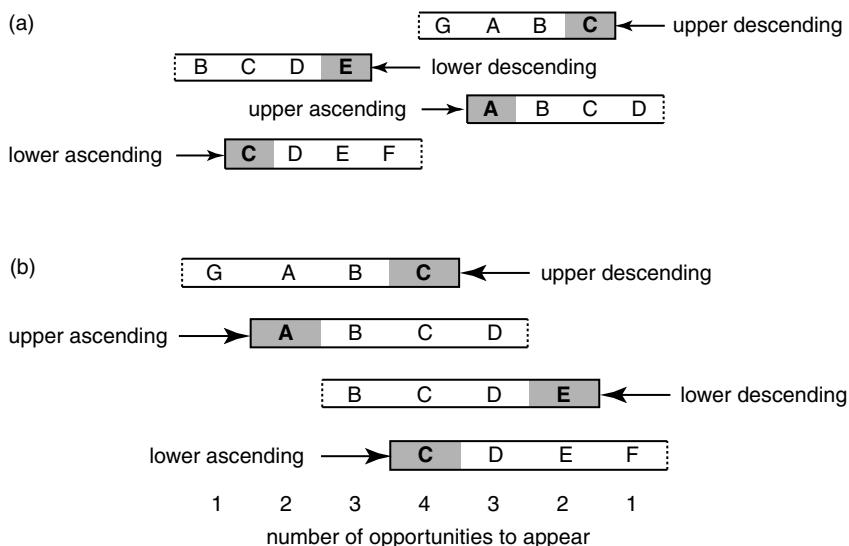 (a)
G A B C upper descending
B C D E lower descending
upper ascending A B C D
lower ascending C D E F
(b)
G A B C upper descending
upper ascending A B C D
B C D E lower descending
lower ascending C D E F
1 2 3 4 3 2 1
number of opportunities to appear